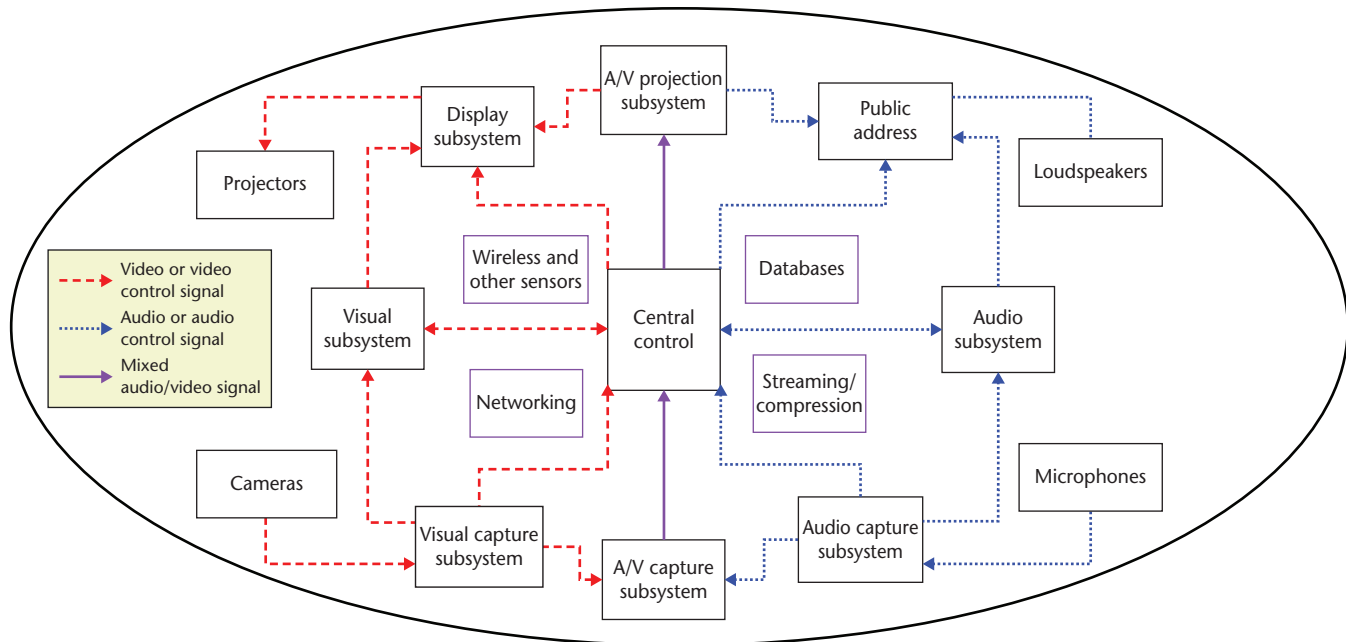 A/V projection
subsystem
Display
subsystem
Public
address
Projectors
Loudspeakers
Wireless and
other sensors
Databases
Video or video
control signal
Audio or audio
control signal
Mixed
audio/video signal
Visual
subsystem
Central
control
Audio
subsystem
Networking
Streaming/
compression
Cameras
Microphones
Visual capture
subsystem
A/V capture
subsystem
Audio capture
subsystem